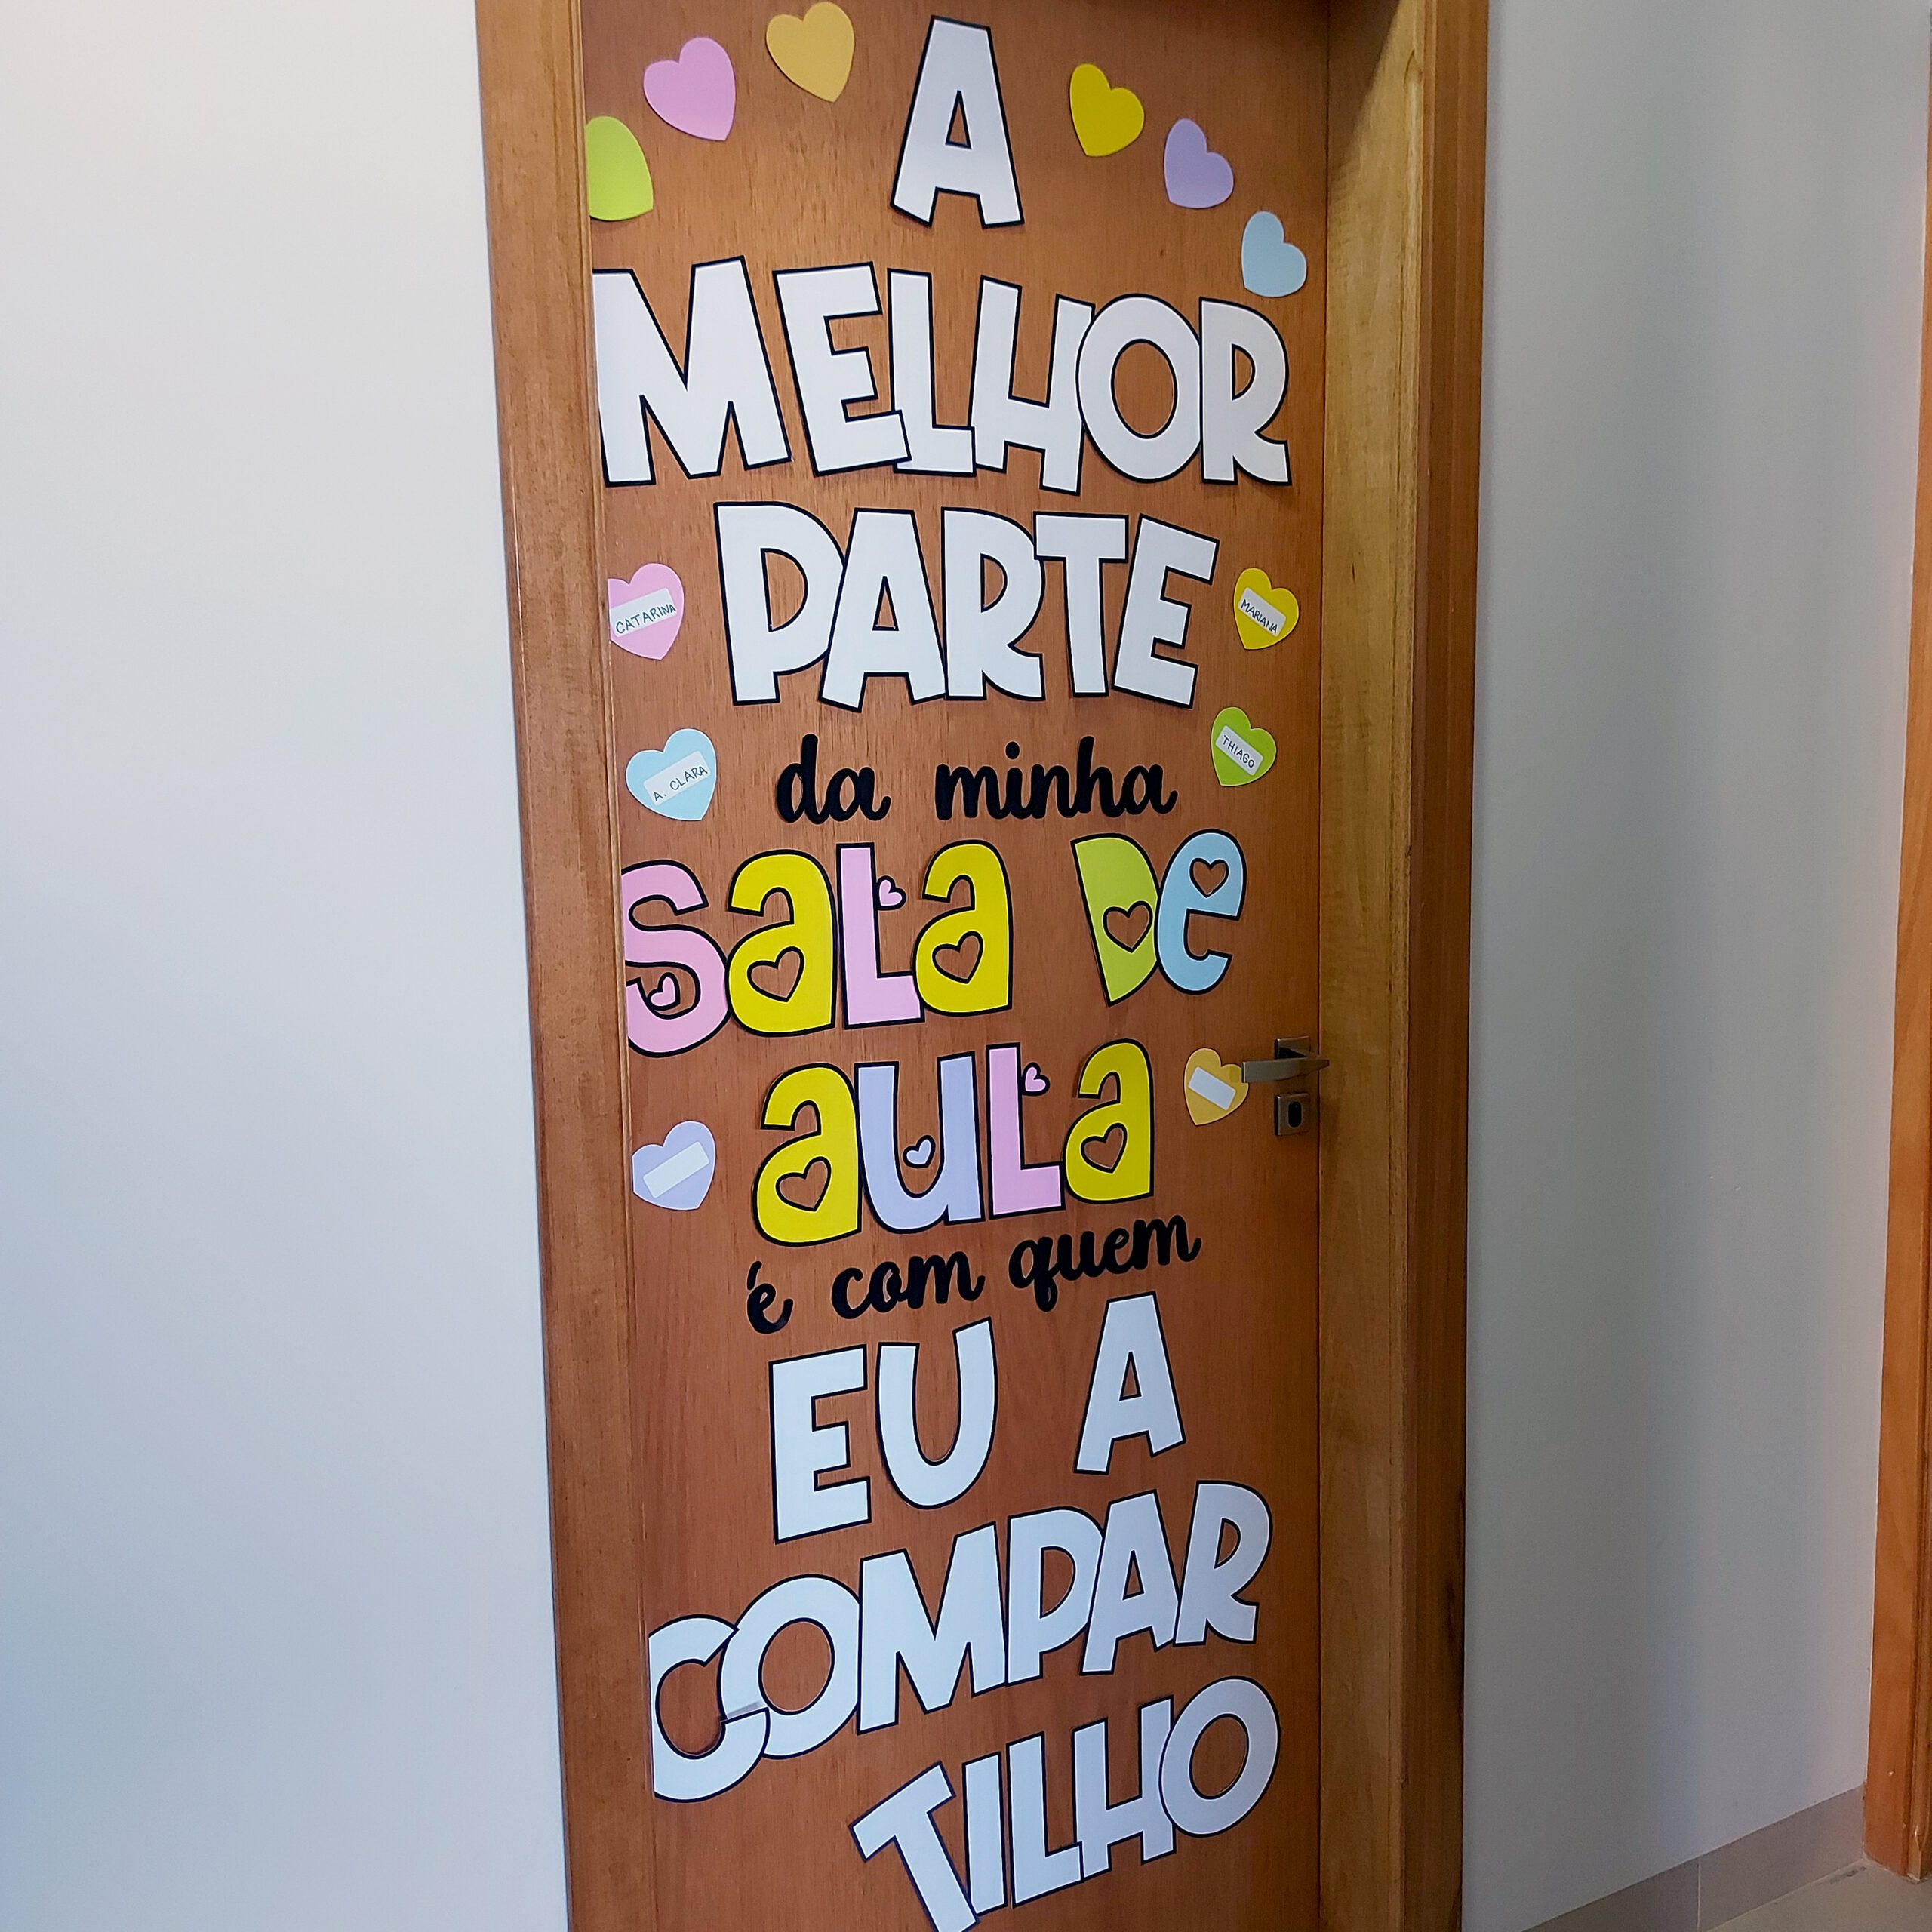 A
MELHOR
PARTE
CATARINA
MARIANA
da minha
A. CLARA
THIAGO
SALA DE
AULA
é com quem
EU A
COMPAR
TILHO